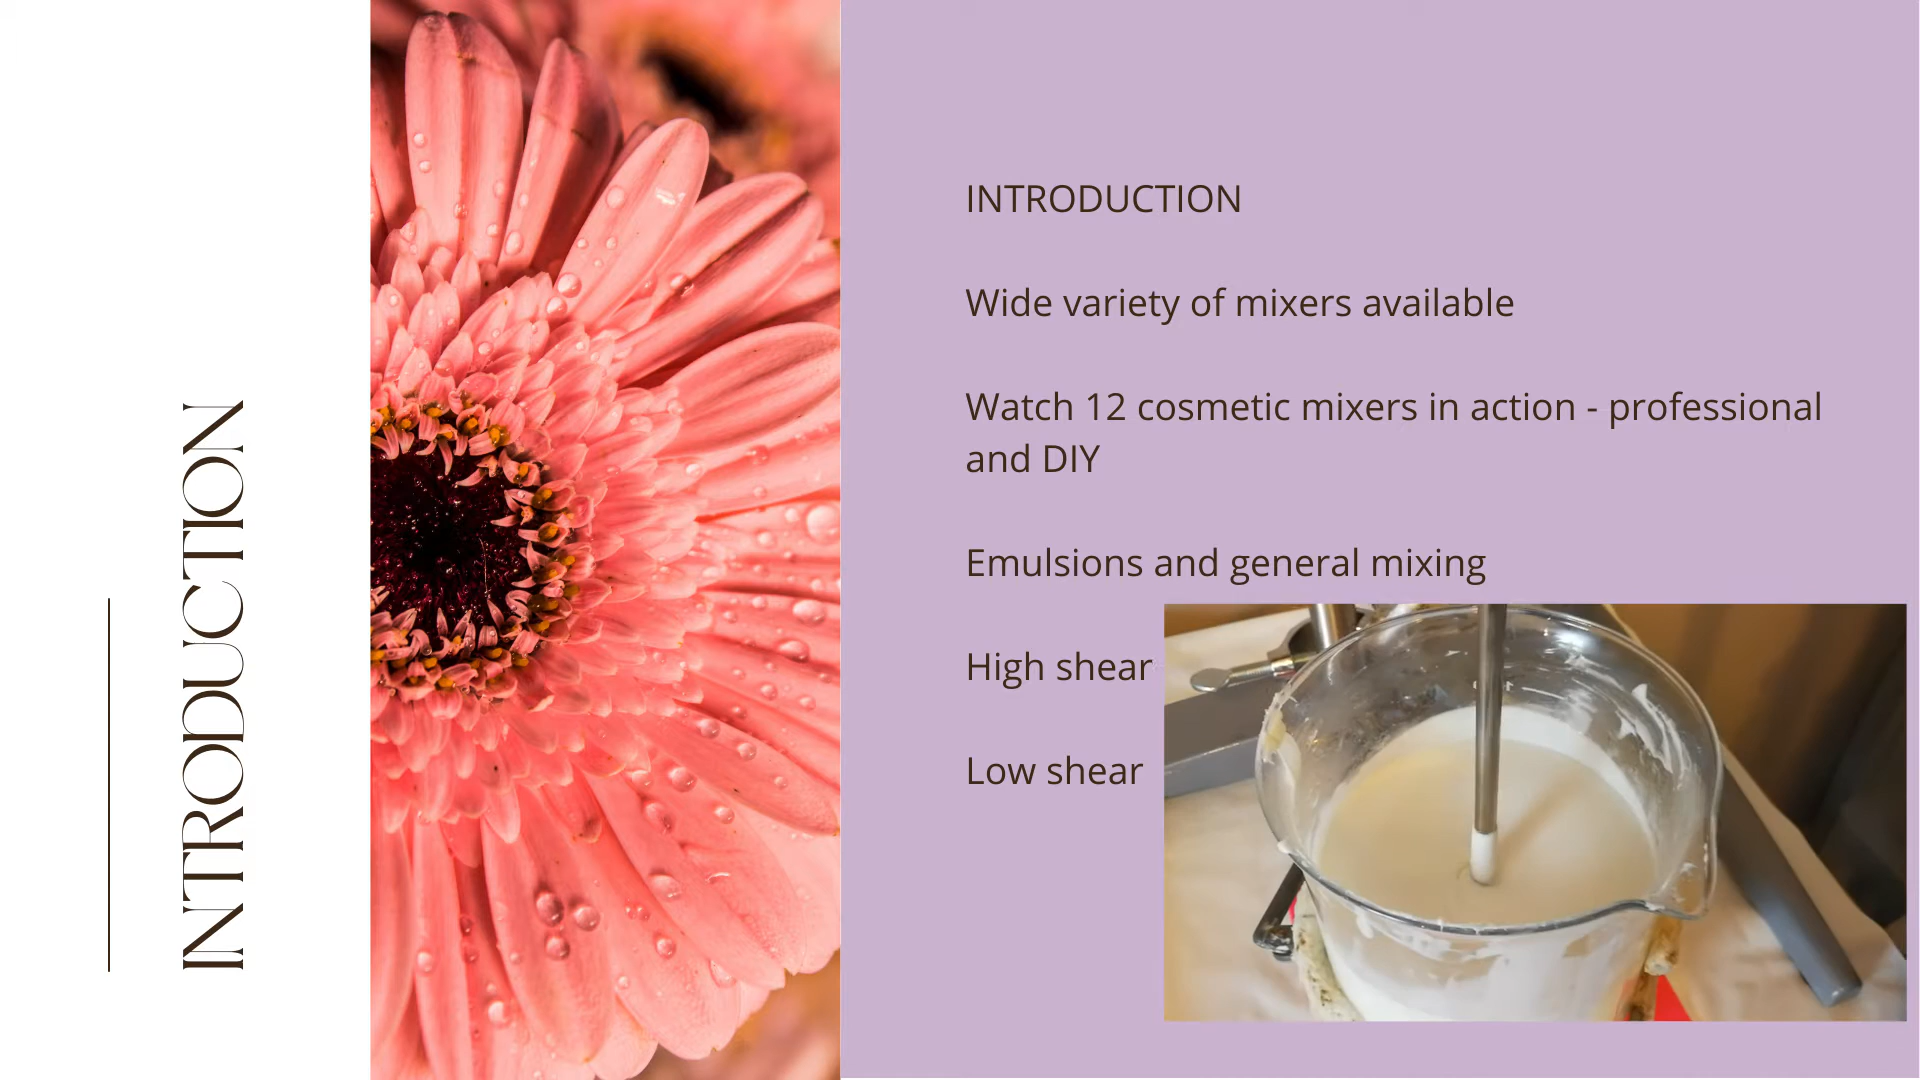 INTRODUCTION
INTRODUCTION
Wide variety of mixers available
Watch 12 cosmetic mixers in action - professional
and DIY
Emulsions and general mixing
High shear
Low shear